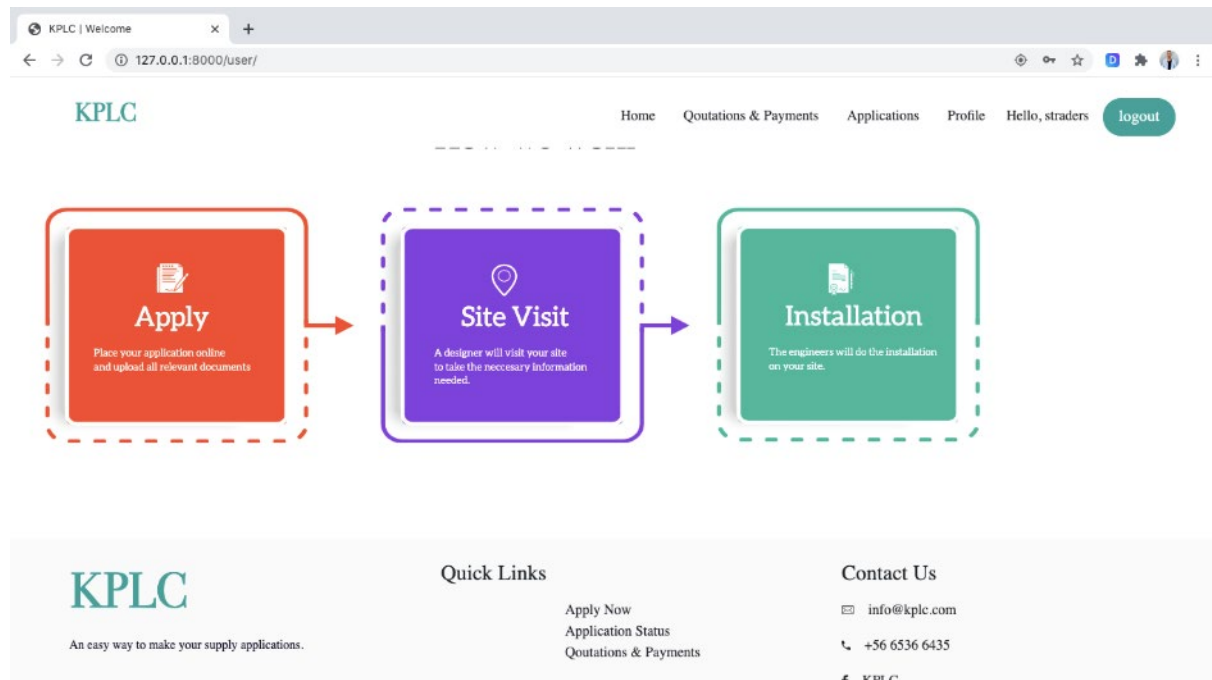 KPLC | Welcome
127.0.0.1:8000/user/
KPLC
Home Qoutations & Payments Applications Profile Hello, straders logout
Apply
Place your application online
and upload all relevant documents
Site Visit
A designer will visit your site
to take the neccesary information
needed.
Installation
The engineers will do the installation
on your site.
KPLC
An easy way to make your supply applications.
Quick Links
Apply Now
Application Status
Qoutations & Payments
Contact Us
info@kplc.com
+56 6536 6435
KPLC